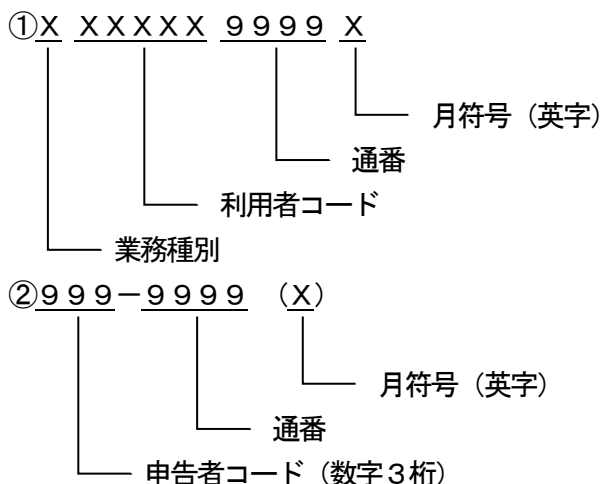 ①X XXXXX 9999 X
月符号（英字）
通番
利用者コード
業務種別
②999－9999 （X）
月符号（英字）
通番
申告者コード（数字3桁）